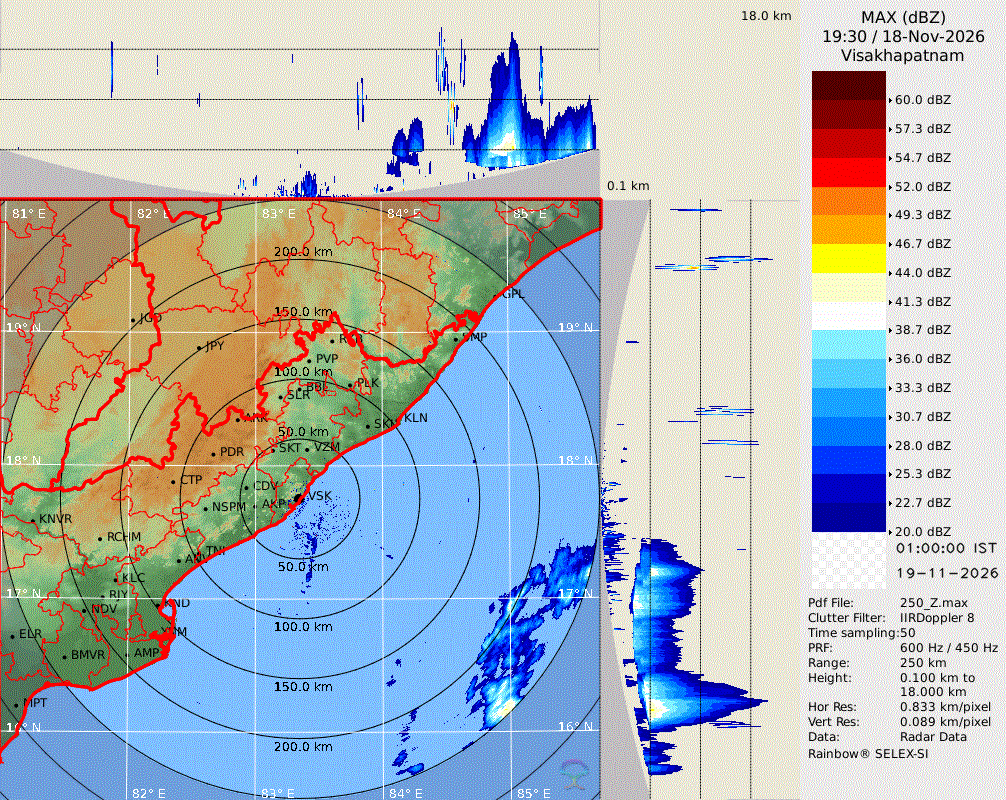 18.0 km
0.1 km
MAX (dBZ)
19:30 / 18-Nov-2026
Visakhapatnam
60.0 dBZ
57.3 dBZ
54.7 dBZ
52.0 dBZ
49.3 dBZ
46.7 dBZ
44.0 dBZ
41.3 dBZ
38.7 dBZ
36.0 dBZ
33.3 dBZ
30.7 dBZ
28.0 dBZ
25.3 dBZ
22.7 dBZ
20.0 dBZ
01:00:00 IST
19-11-2026
Pdf File: 250_Z.max
Clutter Filter: IIRDoppler 8
Time sampling:50
PRF: 600 Hz / 450 Hz
Range: 250 km
Height: 0.100 km to
18.000 km
Hor Res: 0.833 km/pixel
Vert Res: 0.089 km/pixel
Data: Radar Data
Rainbow® SELEX-SI
81° E 82° E 83° E 84° E 85° E
200.0 km
GPL
150.0 km
JGD
19° N 19° N
JPY
PVP
100.0 km
PLK
BBL
SLR
KLN
50.0 km
SKT VZM
PDR
18° N 18° N
CTP
CDV
VSK
NSPM AKP
KNVR
RCHM
TNI
50.0 km
KLC
RJY
17° N 17° N
KND
NDV
100.0 km
ELR
BMVR AMP
150.0 km
16° N 16° N
200.0 km
82° E 83° E 84° E 85° E